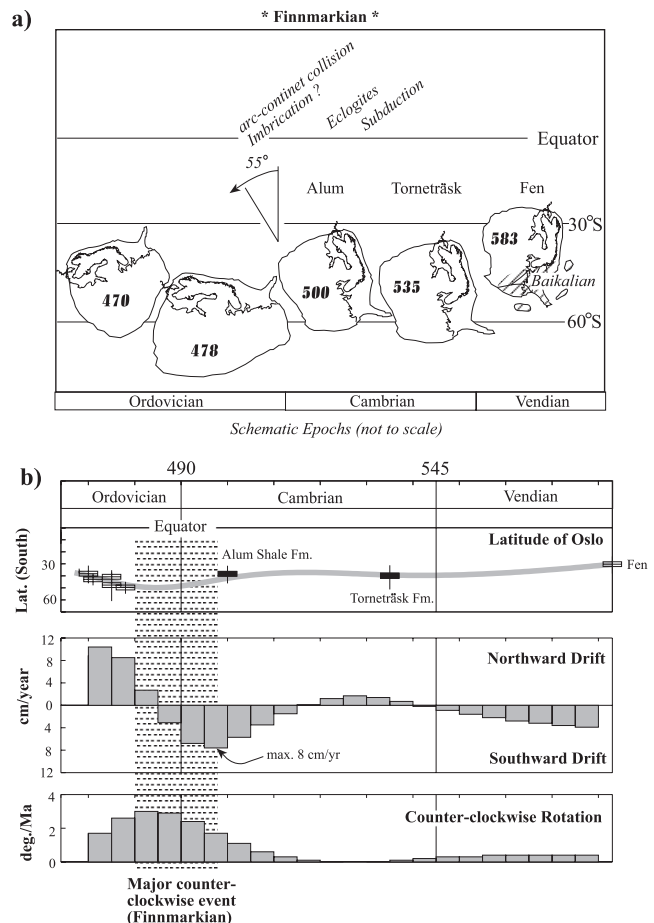 a)
* Finnmarkian *
arc-continet collision
Imbrication ?
Eclogites
Subduction
Equator
55°
Alum
Torneträsk
Fen
30°S
583
470
500
535
Baikalian
478
60°S
Ordovician
Cambrian
Vendian
Schematic Epochs (not to scale)
b)
490
545
Ordovician
Cambrian
Vendian
Equator
Latitude of Oslo
Lat. (South)
30
60
Alum Shale Fm.
Torneträsk Fm.
Fen
cm/year
12
8
4
0
4
8
12
Northward Drift
max. 8 cm/yr
Southward Drift
deg./Ma
4
2
0
Counter-clockwise Rotation
Major counter-
clockwise event
(Finnmarkian)